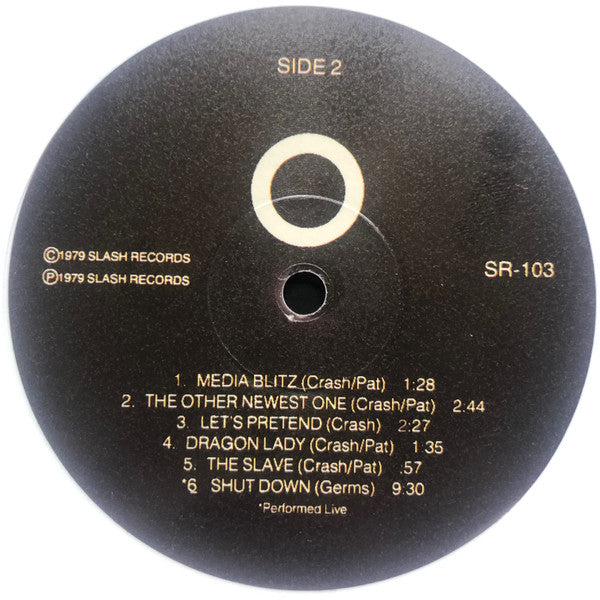 SIDE 2
Ⓒ1979 SLASH RECORDS
Ⓟ1979 SLASH RECORDS
SR-103
1. MEDIA BLITZ (Crash/Pat) 1:28
2. THE OTHER NEWEST ONE (Crash/Pat) 2.44
3. LET'S PRETEND (Crash) 2:27
4. DRAGON LADY (Crash/Pat) 1:35
5. THE SLAVE (Crash/Pat) :57
*6 SHUT DOWN (Germs) 9:30
*Performed Live